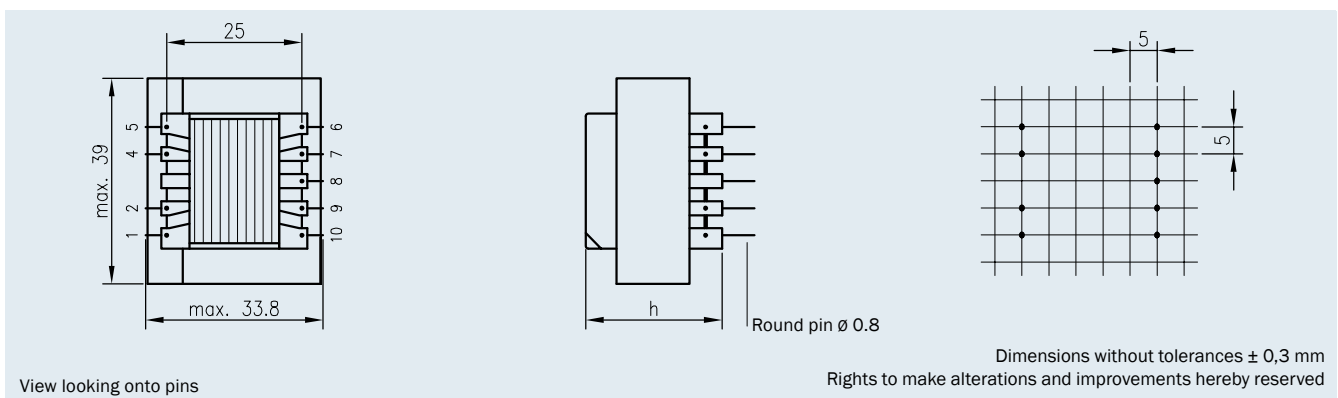 25
5
5
6
4
7
8
2
9
1
10
max. 39
max. 33.8
h
Round pin ø 0.8
5
Dimensions without tolerances ± 0,3 mm
View looking onto pins
Rights to make alterations and improvements hereby reserved